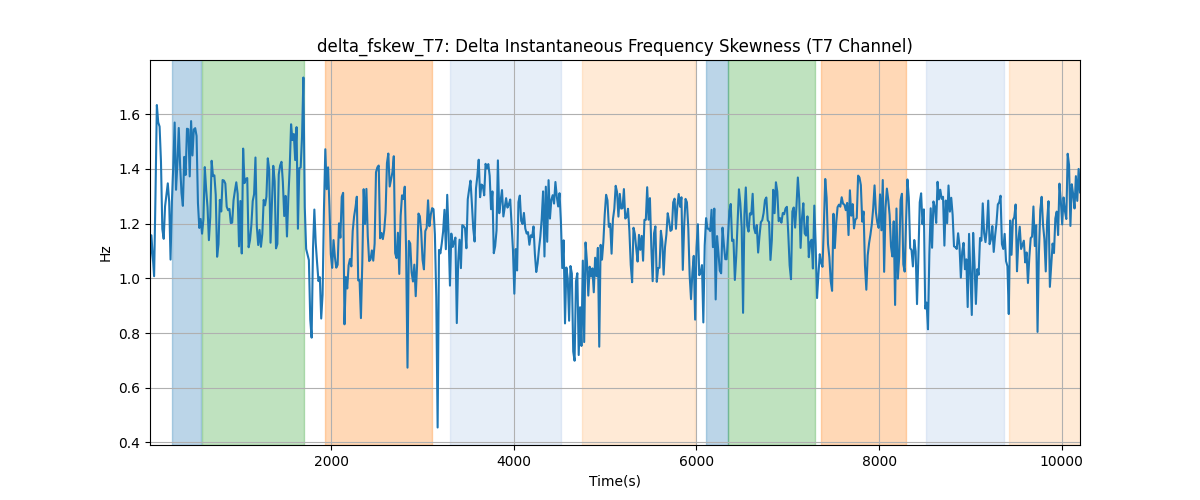 delta_fskew_T7: Delta Instantaneous Frequency Skewness (T7 Channel)
Hz
1.6
1.4
1.2
1.0
0.8
0.6
0.4
2000 4000 6000 8000 10000
Time(s)